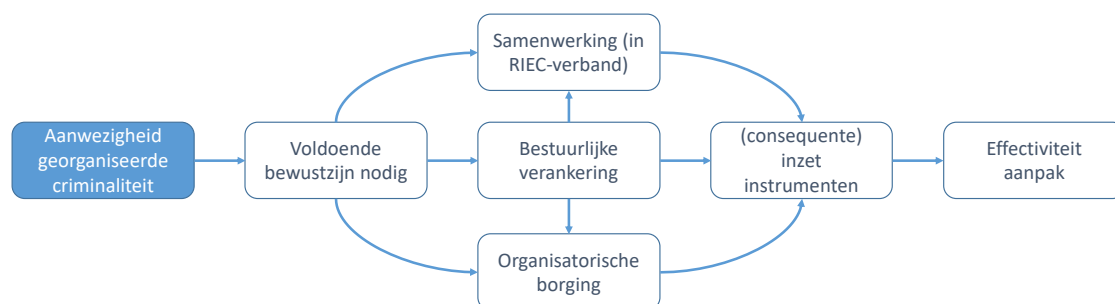 Samenwerking (in
RIEC-verband)
Aanwezigheid
georganiseerde
criminaliteit
Voldoende
bewustzijn nodig
Bestuurlijke
verankering
(consequente)
inzet
instrumenten
Effectiviteit
aanpak
Organisatorische
borging